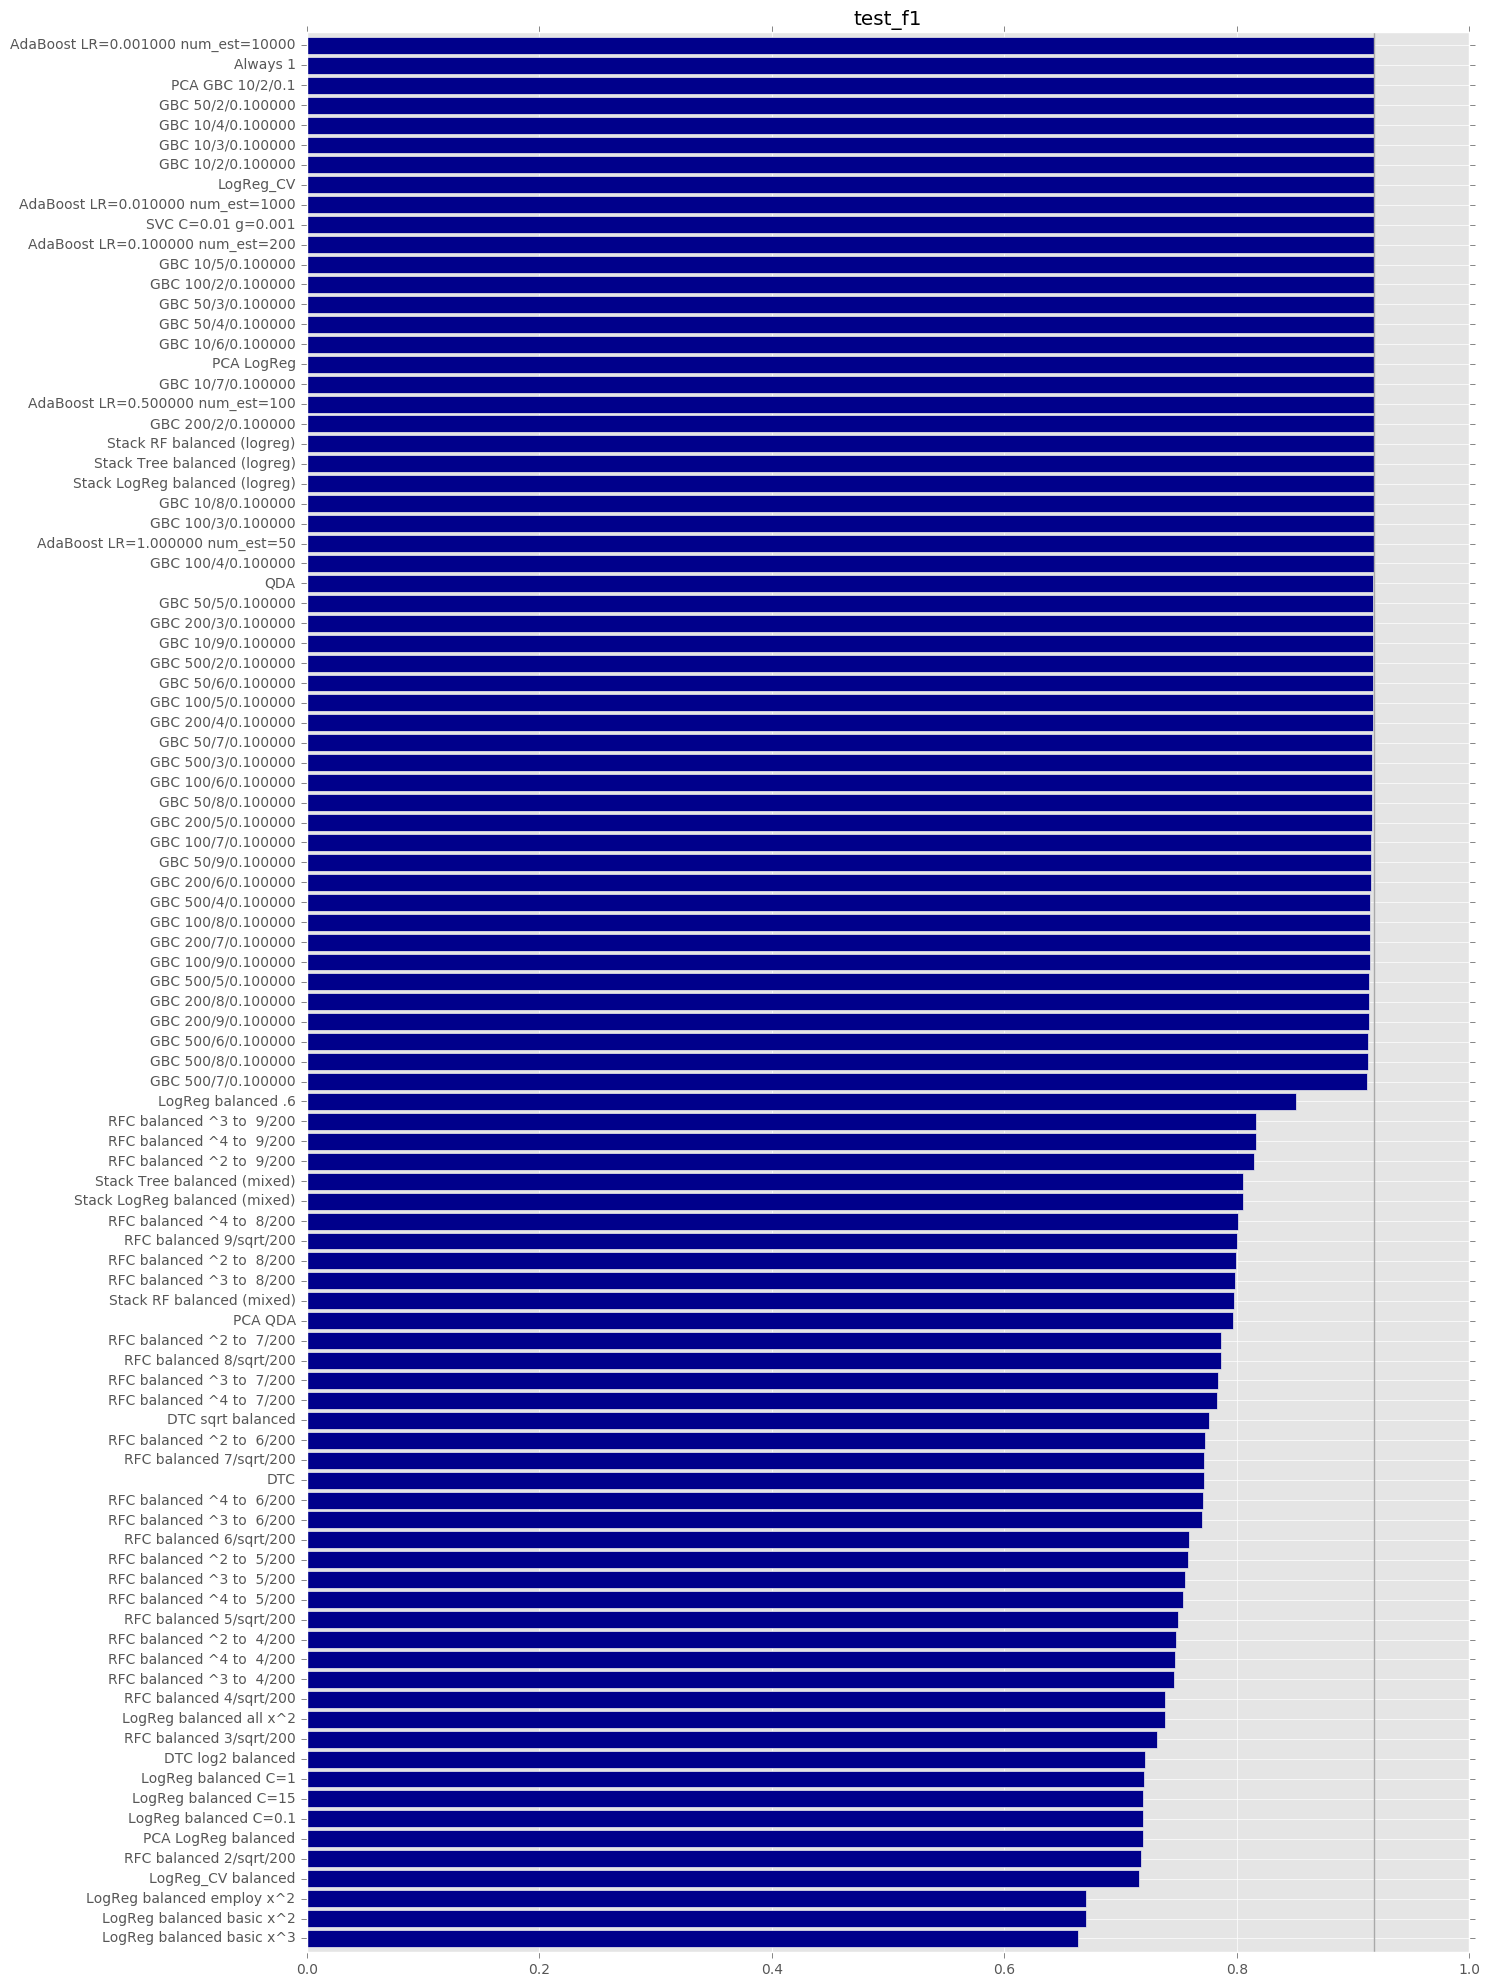 test_f1
AdaBoost LR=0.001000 num_est=10000
Always 1
PCA GBC 10/2/0.1
GBC 50/2/0.100000
GBC 10/4/0.100000
GBC 10/3/0.100000
GBC 10/2/0.100000
LogReg_CV
AdaBoost LR=0.010000 num_est=1000
SVC C=0.01 g=0.001
AdaBoost LR=0.100000 num_est=200
GBC 10/5/0.100000
GBC 100/2/0.100000
GBC 50/3/0.100000
GBC 50/4/0.100000
GBC 10/6/0.100000
PCA LogReg
GBC 10/7/0.100000
AdaBoost LR=0.500000 num_est=100
GBC 200/2/0.100000
Stack RF balanced (logreg)
Stack Tree balanced (logreg)
Stack LogReg balanced (logreg)
GBC 10/8/0.100000
GBC 100/3/0.100000
AdaBoost LR=1.000000 num_est=50
GBC 100/4/0.100000
QDA
GBC 50/5/0.100000
GBC 200/3/0.100000
GBC 10/9/0.100000
GBC 500/2/0.100000
GBC 50/6/0.100000
GBC 100/5/0.100000
GBC 200/4/0.100000
GBC 50/7/0.100000
GBC 500/3/0.100000
GBC 100/6/0.100000
GBC 50/8/0.100000
GBC 200/5/0.100000
GBC 100/7/0.100000
GBC 50/9/0.100000
GBC 200/6/0.100000
GBC 500/4/0.100000
GBC 100/8/0.100000
GBC 200/7/0.100000
GBC 100/9/0.100000
GBC 500/5/0.100000
GBC 200/8/0.100000
GBC 200/9/0.100000
GBC 500/6/0.100000
GBC 500/8/0.100000
GBC 500/7/0.100000
LogReg balanced .6
RFC balanced ^3 to  9/200
RFC balanced ^4 to  9/200
RFC balanced ^2 to  9/200
Stack Tree balanced (mixed)
Stack LogReg balanced (mixed)
RFC balanced ^4 to  8/200
RFC balanced 9/sqrt/200
RFC balanced ^2 to  8/200
RFC balanced ^3 to  8/200
Stack RF balanced (mixed)
PCA QDA
RFC balanced ^2 to  7/200
RFC balanced 8/sqrt/200
RFC balanced ^3 to  7/200
RFC balanced ^4 to  7/200
DTC sqrt balanced
RFC balanced ^2 to  6/200
RFC balanced 7/sqrt/200
DTC
RFC balanced ^4 to  6/200
RFC balanced ^3 to  6/200
RFC balanced 6/sqrt/200
RFC balanced ^2 to  5/200
RFC balanced ^3 to  5/200
RFC balanced ^4 to  5/200
RFC balanced 5/sqrt/200
RFC balanced ^2 to  4/200
RFC balanced ^4 to  4/200
RFC balanced ^3 to  4/200
RFC balanced 4/sqrt/200
LogReg balanced all x^2
RFC balanced 3/sqrt/200
DTC log2 balanced
LogReg balanced C=1
LogReg balanced C=15
LogReg balanced C=0.1
PCA LogReg balanced
RFC balanced 2/sqrt/200
LogReg_CV balanced
LogReg balanced employ x^2
LogReg balanced basic x^2
LogReg balanced basic x^3
0.0 0.2 0.4 0.6 0.8 1.0